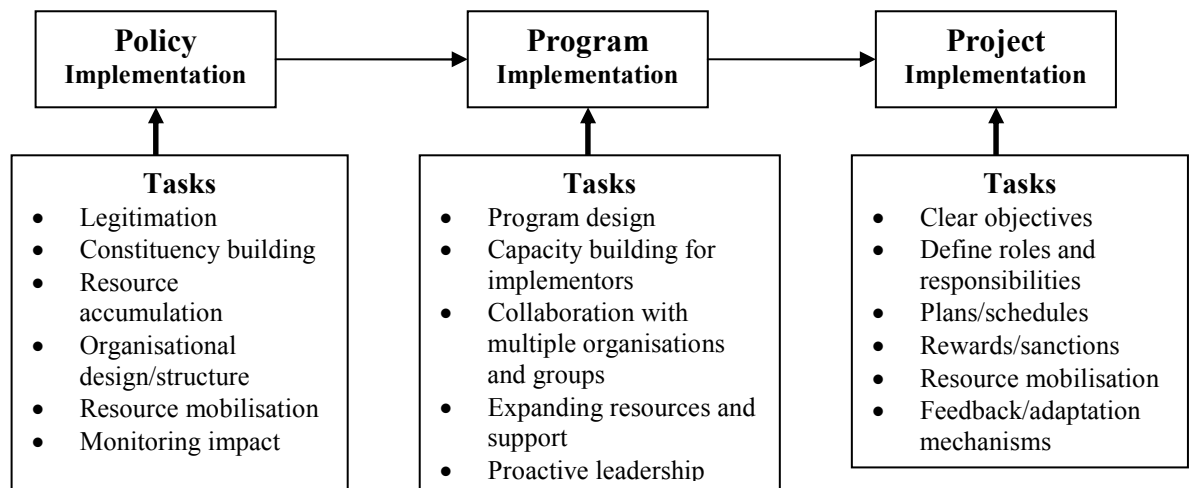 Policy
Implementation
Program
Implementation
Project
Implementation
Tasks
• Legitimation
• Constituency building
• Resource
accumulation
• Organisational
design/structure
• Resource mobilisation
• Monitoring impact
Tasks
• Program design
• Capacity building for
implementors
• Collaboration with
multiple organisations
and groups
• Expanding resources and
support
• Proactive leadership
Tasks
• Clear objectives
• Define roles and
responsibilities
• Plans/schedules
• Rewards/sanctions
• Resource mobilisation
• Feedback/adaptation
mechanisms